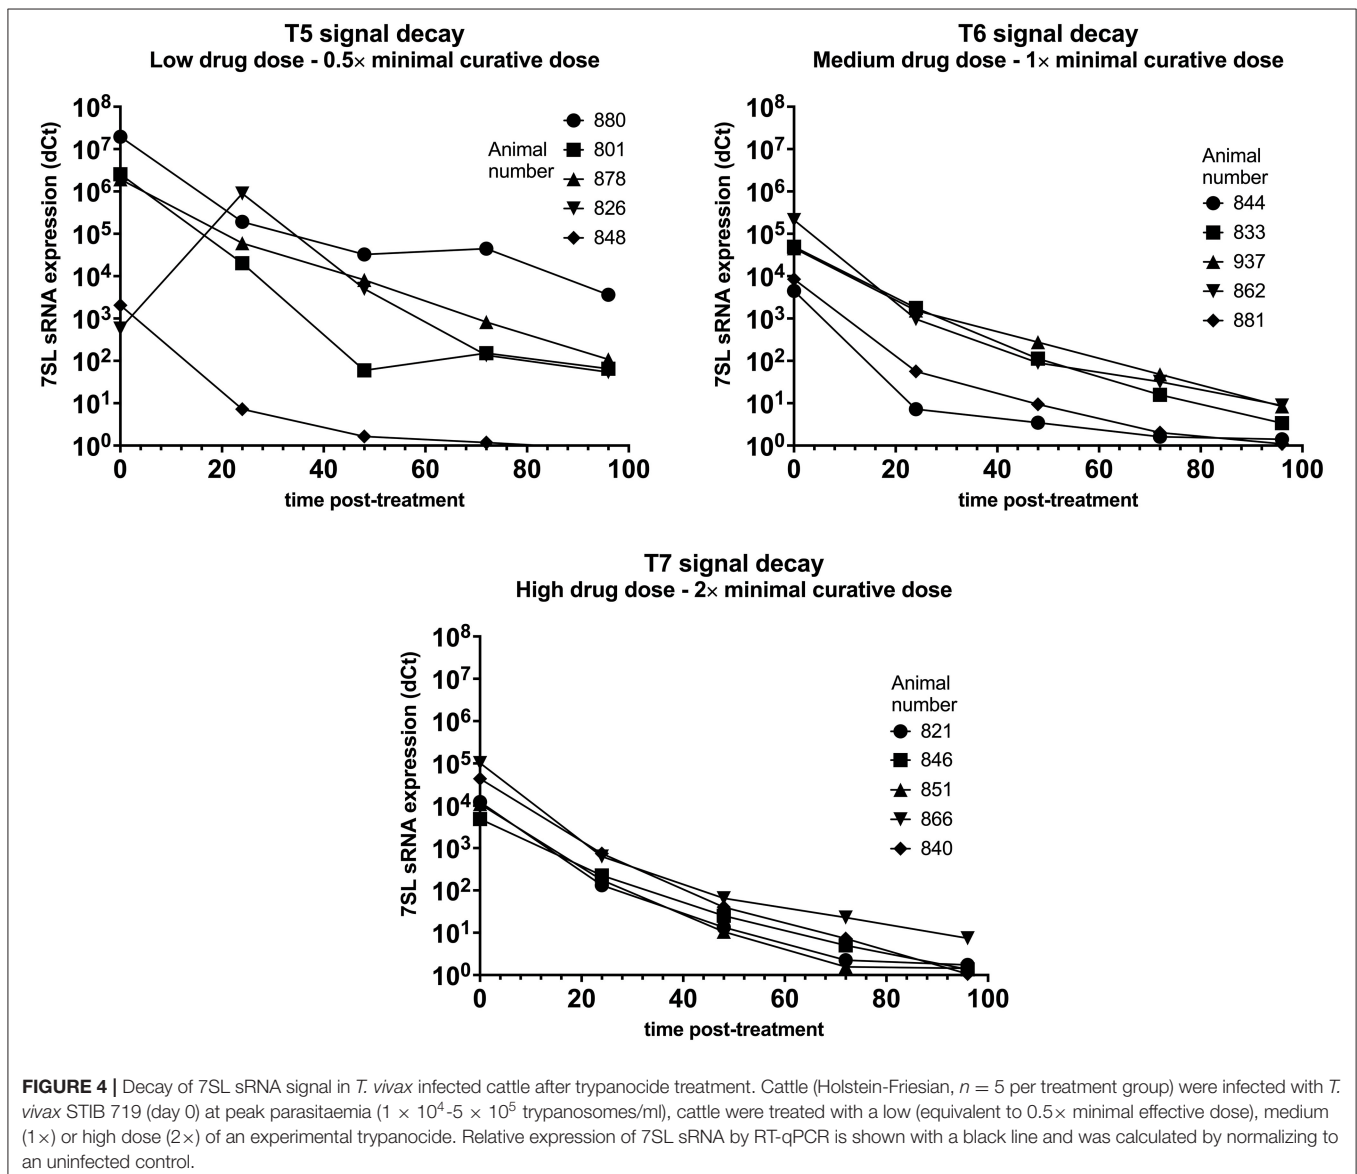 T5 signal decay
Low drug dose - 0.5× minimal curative dose
7SL sRNA expression (dCt)
10⁸
10⁷
10⁶
10⁵
10⁴
10³
10²
10¹
10⁰
0 20 40 60 80 100
time post-treatment
Animal
number
880
801
878
826
848
T6 signal decay
Medium drug dose - 1× minimal curative dose
7SL sRNA expression (dCt)
10⁸
10⁷
10⁶
10⁵
10⁴
10³
10²
10¹
10⁰
0 20 40 60 80 100
time post-treatment
Animal
number
844
833
937
862
881
T7 signal decay
High drug dose - 2× minimal curative dose
7SL sRNA expression (dCt)
10⁸
10⁷
10⁶
10⁵
10⁴
10³
10²
10¹
10⁰
0 20 40 60 80 100
time post-treatment
Animal
number
821
846
851
866
840
FIGURE 4 | Decay of 7SL sRNA signal in T. vivax infected cattle after trypanocide treatment. Cattle (Holstein-Friesian, n = 5 per treatment group) were infected with T.
vivax STIB 719 (day 0) at peak parasitaemia (1 × 10⁴-5 × 10⁵ trypanosomes/ml), cattle were treated with a low (equivalent to 0.5× minimal effective dose), medium
(1×) or high dose (2×) of an experimental trypanocide. Relative expression of 7SL sRNA by RT-qPCR is shown with a black line and was calculated by normalizing to
an uninfected control.